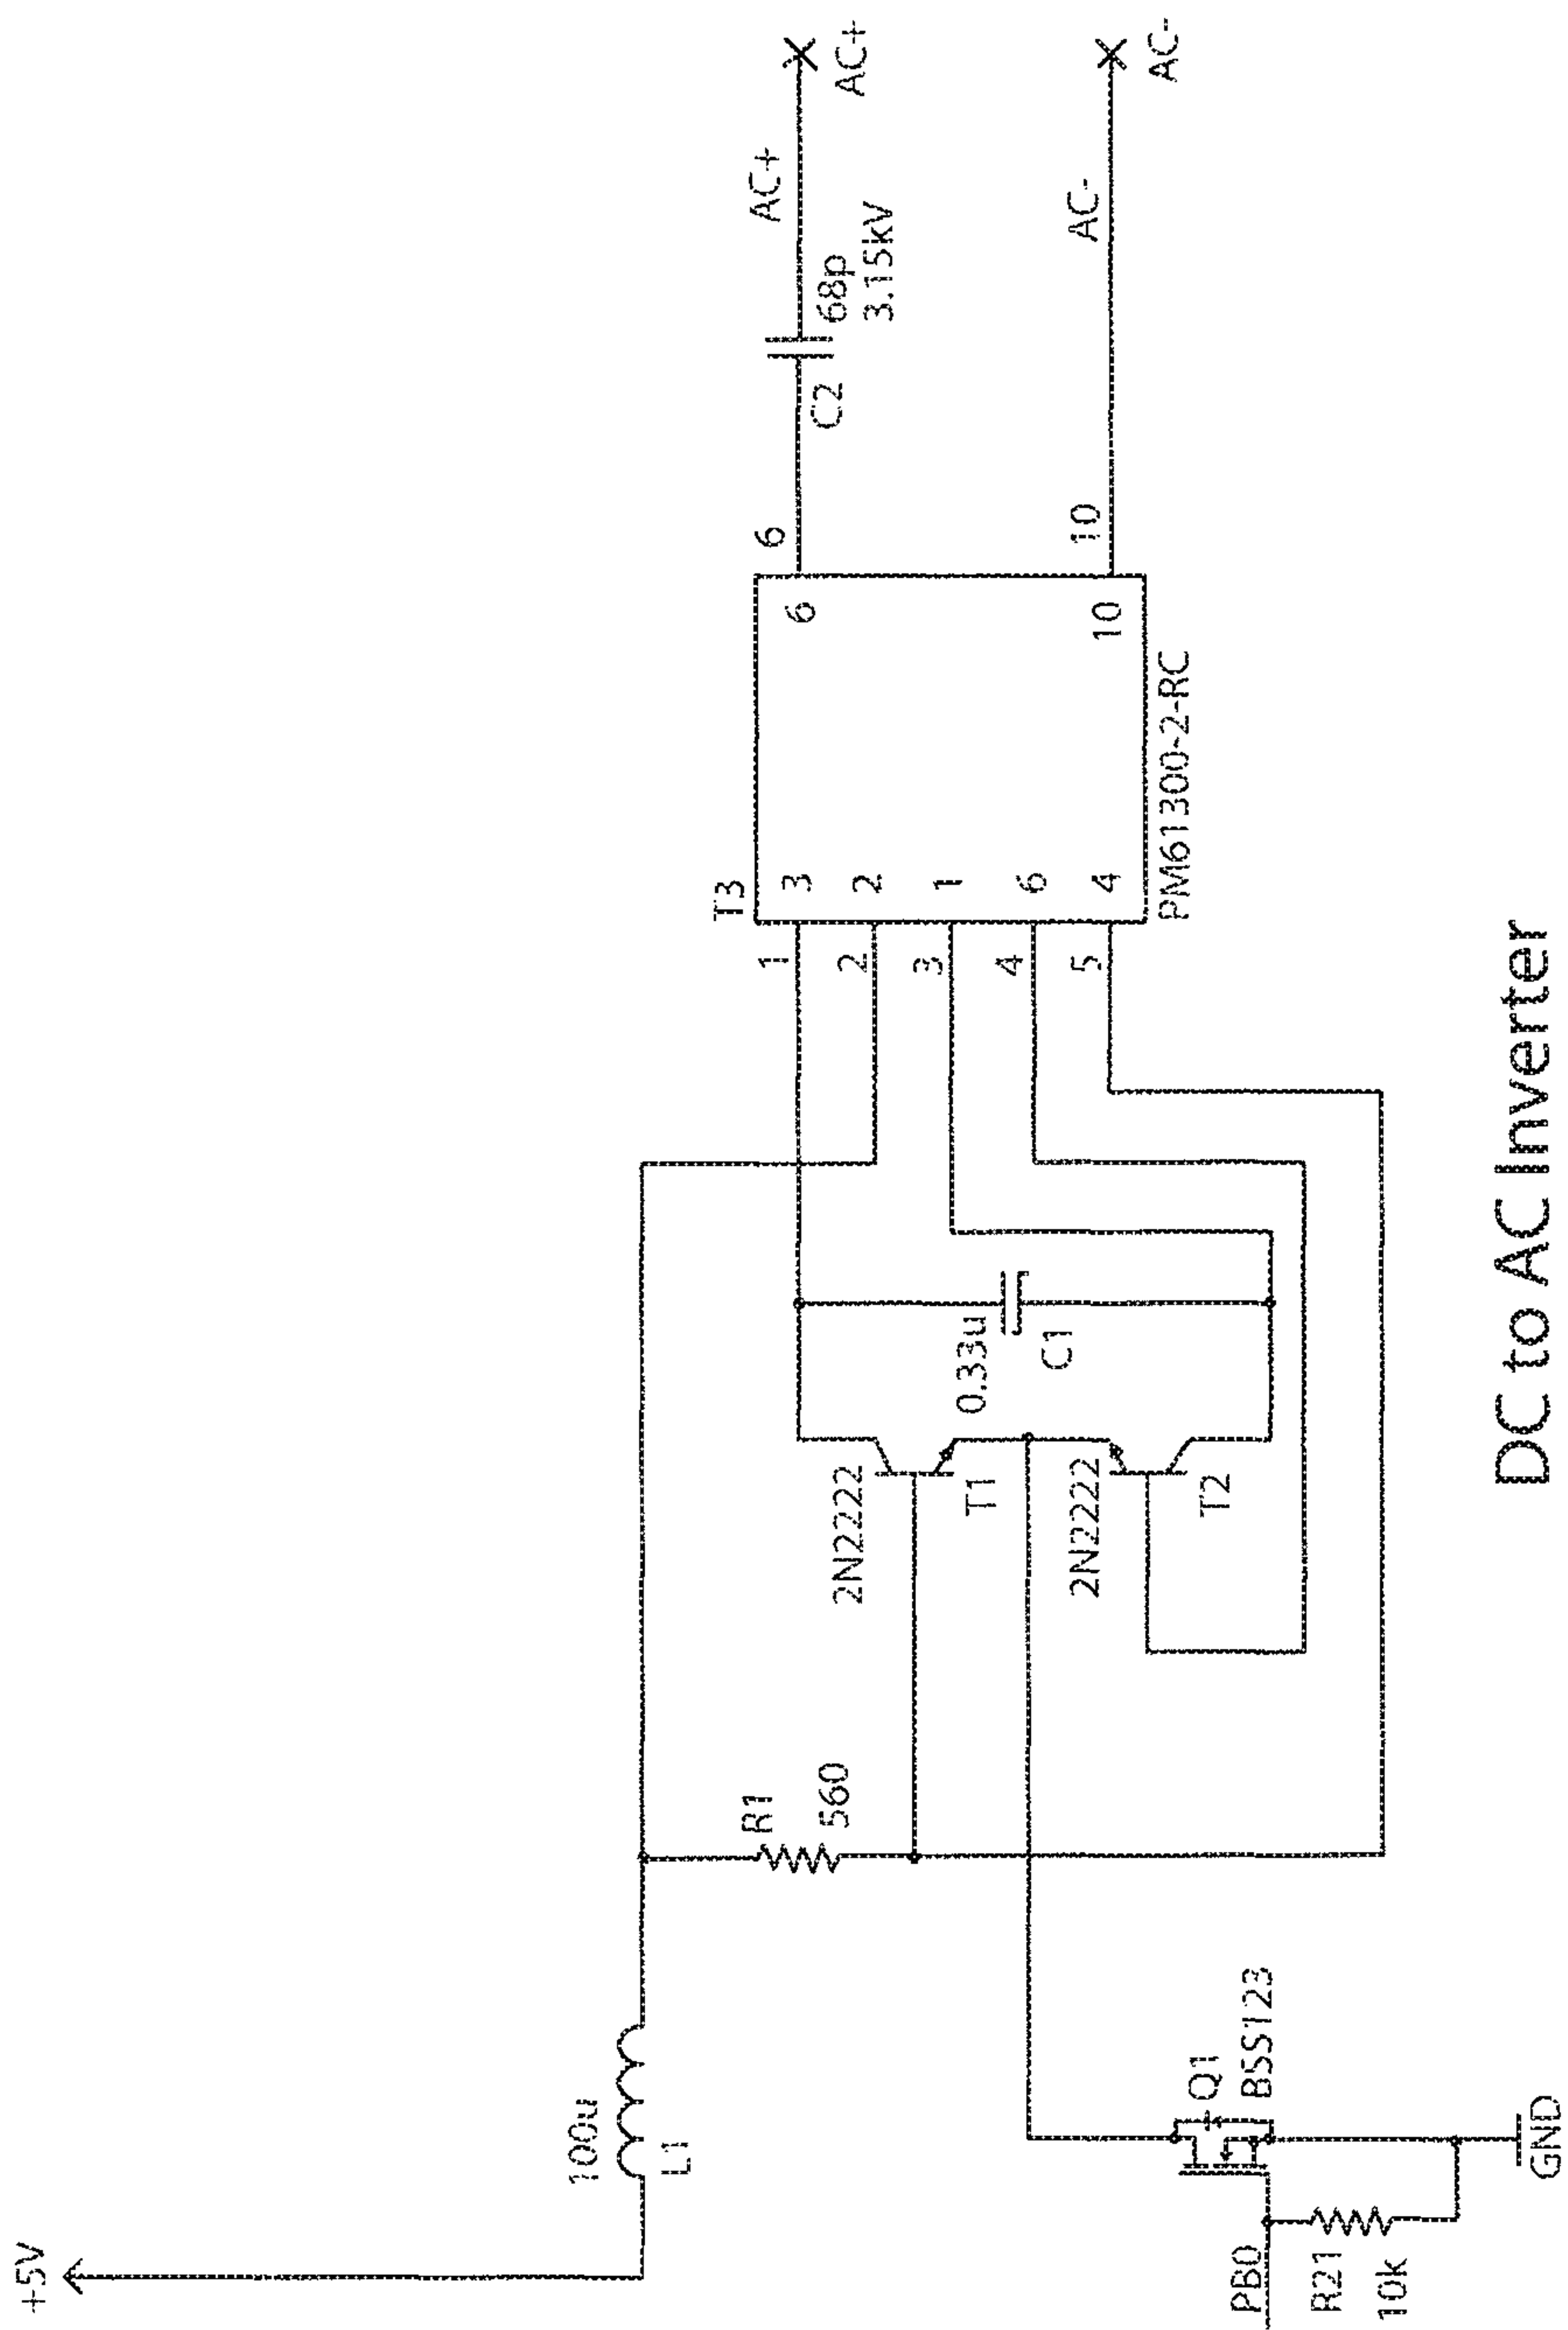 +5V
100u
L1
R1
560
2N2222
T1
0.33u
C1
2N2222
T2
PB0
R21
10k
Q1
BSS123
GND
T3
1
2
3
4
5
3
2
1
6
4
6
10
6
10
PM61300-2-RC
C2
68p
3.15kV
AC+
AC+
AC-
AC-
DC to AC Inverter